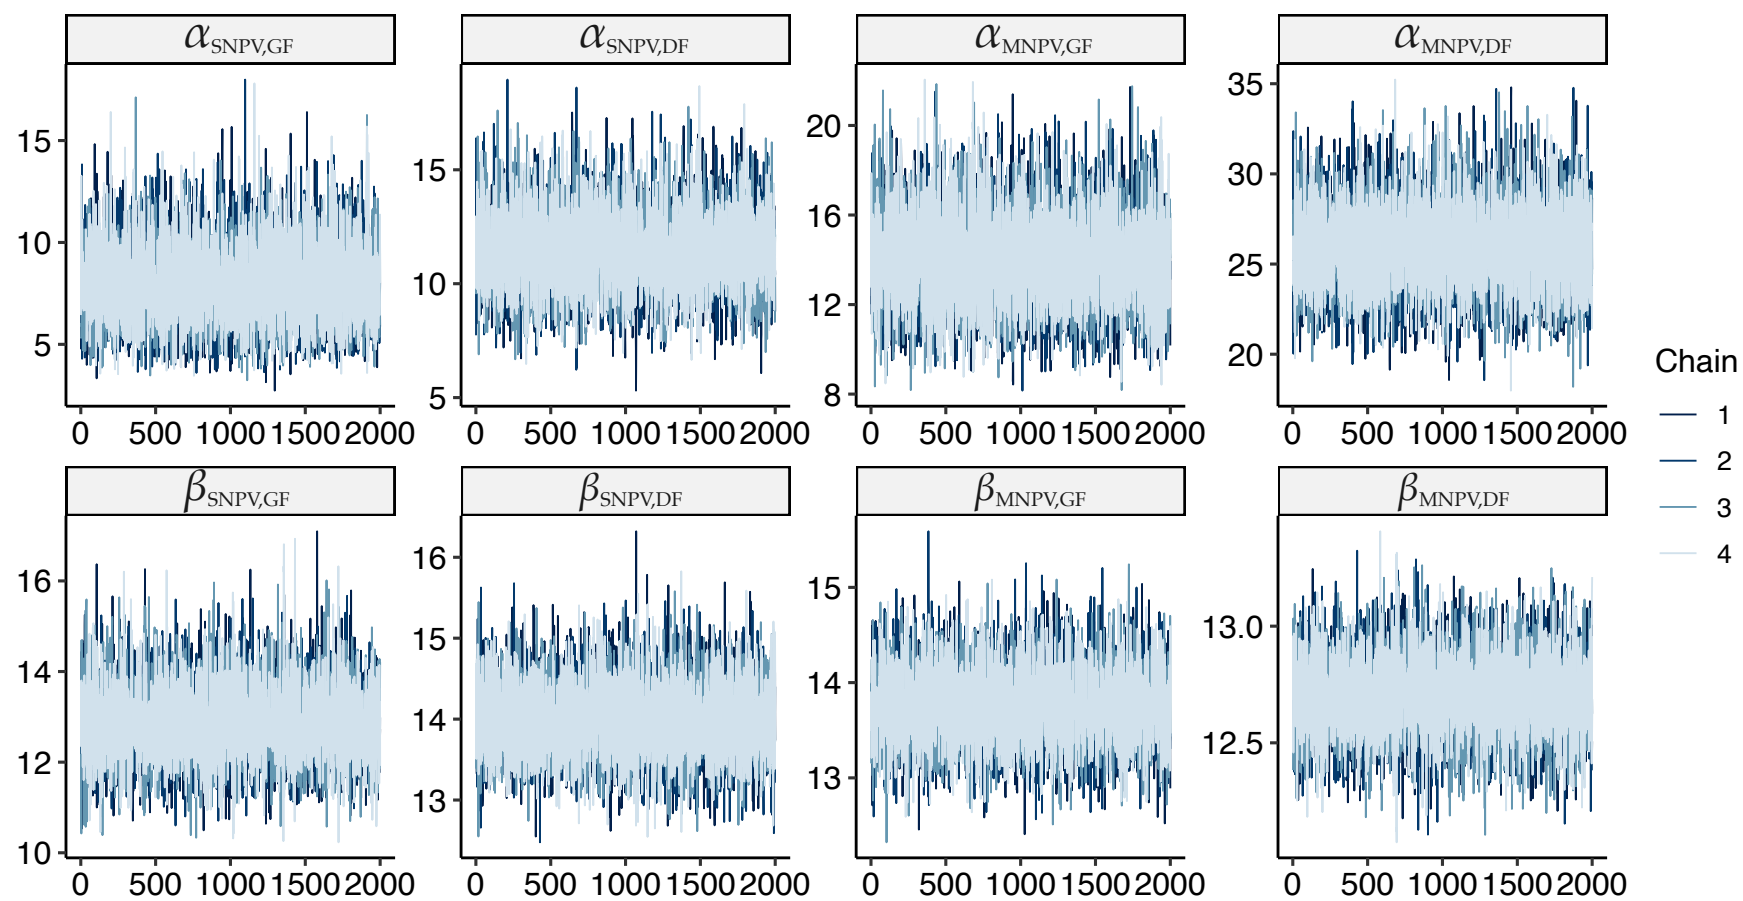 αSNPV,GF αSNPV,DF αMNPV,GF αMNPV,DF
15 10 5
15 10 5
20 16 12 8
35 30 25 20
0 500 1000 1500 2000 0 500 1000 1500 2000 0 500 1000 1500 2000 0 500 1000 1500 2000
βSNPV,GF βSNPV,DF βMNPV,GF βMNPV,DF
16 14 12 10
16 15 14 13
15 14 13
13.0 12.5
0 500 1000 1500 2000 0 500 1000 1500 2000 0 500 1000 1500 2000 0 500 1000 1500 2000
Chain
1
2
3
4